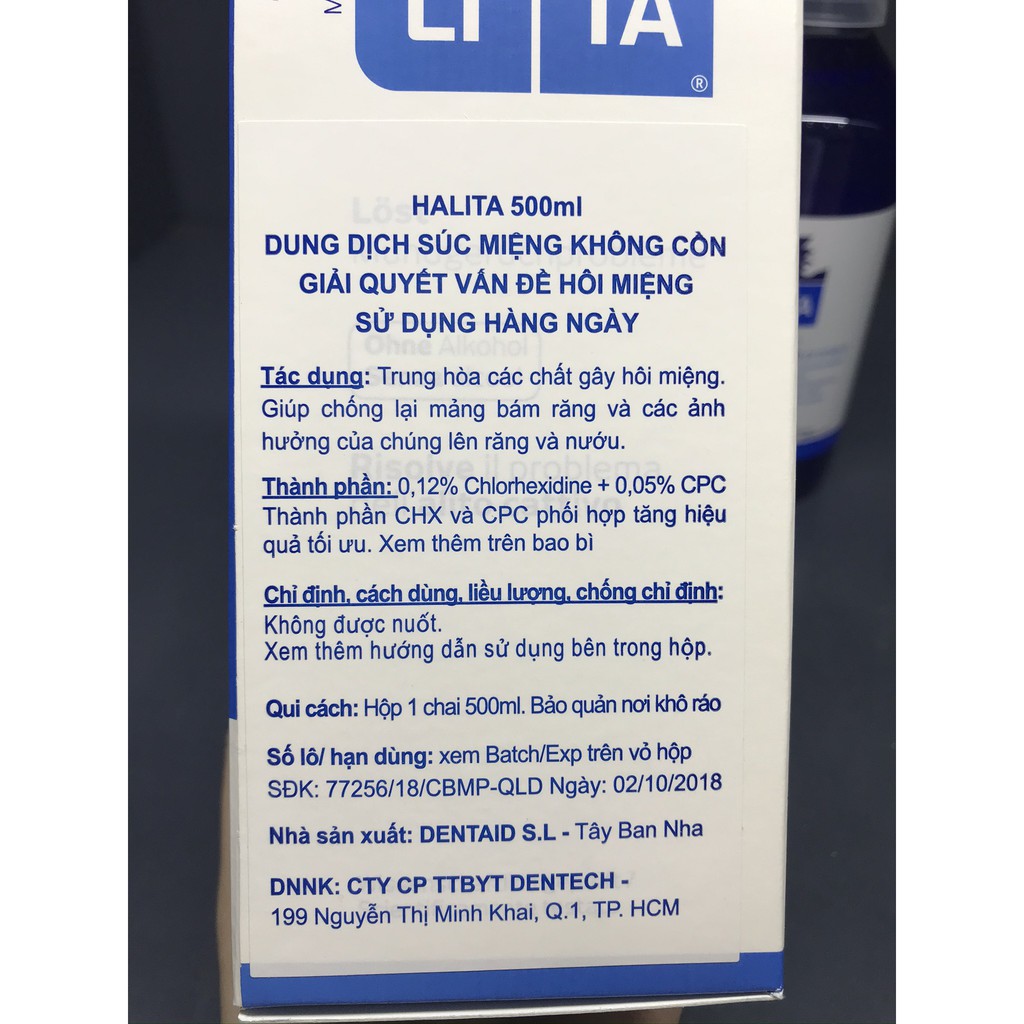 LI TA
®
HALITA 500ml
DUNG DỊCH SÚC MIỆNG KHÔNG CỒN
GIẢI QUYẾT VẤN ĐỀ HÔI MIỆNG
SỬ DỤNG HÀNG NGÀY
Ohne Alkohol
Tác dụng: Trung hòa các chất gây hôi miệng.
Giúp chống lại mảng bám răng và các ảnh
hưởng của chúng lên răng và nướu.
Risolve il problema
Thành phần: 0,12% Chlorhexidine + 0,05% CPC
Thành phần CHX và CPC phối hợp tăng hiệu
quả tối ưu. Xem thêm trên bao bì
Chỉ định, cách dùng, liều lượng, chống chỉ định:
Không được nuốt.
Xem thêm hướng dẫn sử dụng bên trong hộp.
Qui cách: Hộp 1 chai 500ml. Bảo quản nơi khô ráo
Số lô/ hạn dùng: xem Batch/Exp trên vỏ hộp
SĐK: 77256/18/CBMP-QLD Ngày: 02/10/2018
Nhà sản xuất: DENTAID S.L - Tây Ban Nha
DNNK: CTY CP TTBYT DENTECH -
199 Nguyễn Thị Minh Khai, Q.1, TP. HCM